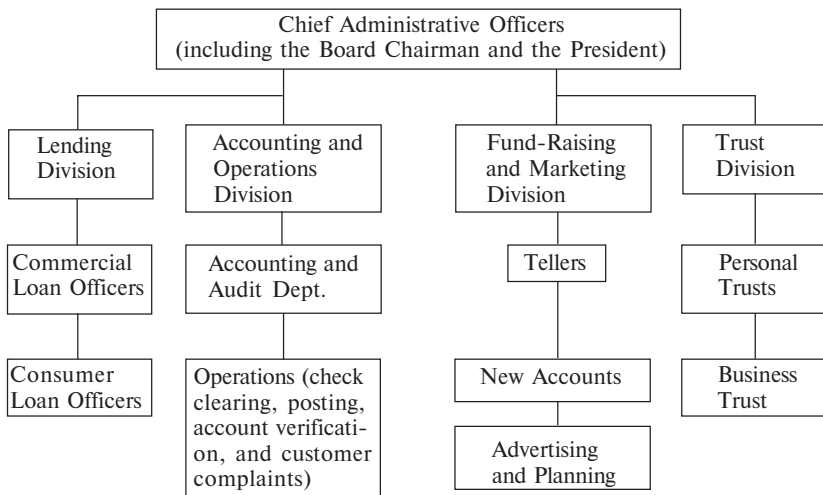 Chief Administrative Officers
(including the Board Chairman and the President)
Lending
Division
Accounting and
Operations
Division
Fund-Raising
and Marketing
Division
Trust
Division
Commercial
Loan Officers
Accounting and
Audit Dept.
Tellers
Personal
Trusts
Consumer
Loan Officers
Operations (check
clearing, posting,
account verificati-
on, and customer
complaints)
New Accounts
Business
Trust
Advertising
and Planning